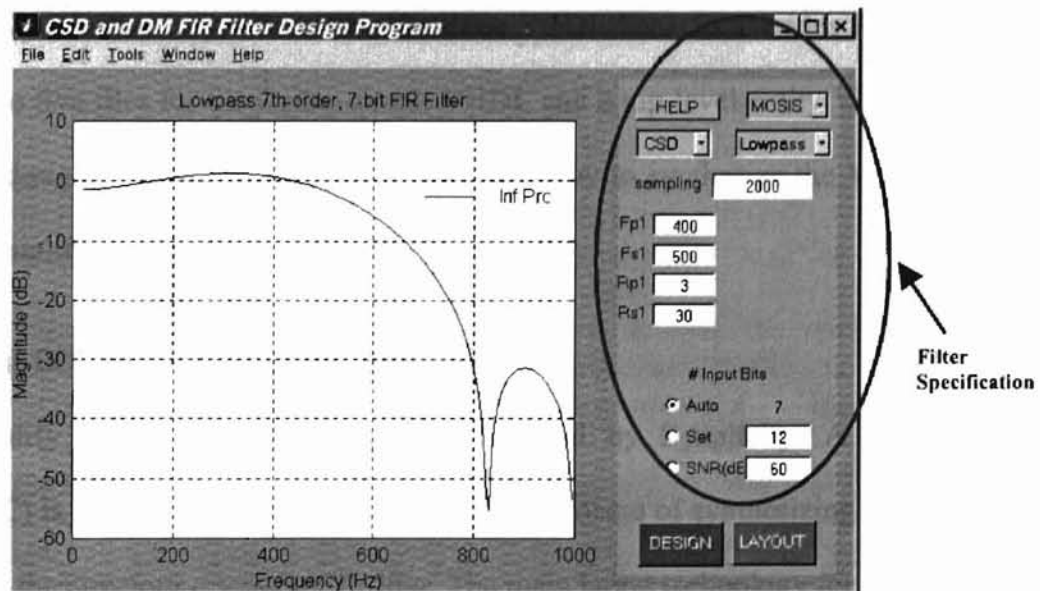 CSD and DM FIR Filter Design Program
File Edit Tools Window Help
Lowpass 7th-order, 7-bit FIR Filter
10
0
-10
-20
-30
-40
-50
-60
Magnitude (dB)
Inf Prc
0 200 400 600 800 1000
Frequency (Hz)
HELP MOSIS
CSD Lowpass
sampling 2000
Fp1 400
Fs1 500
Rp1 3
Rs1 30
# Input Bits
Auto 7
Set 12
SNR(dB 60
DESIGN LAYOUT
Filter
Specification